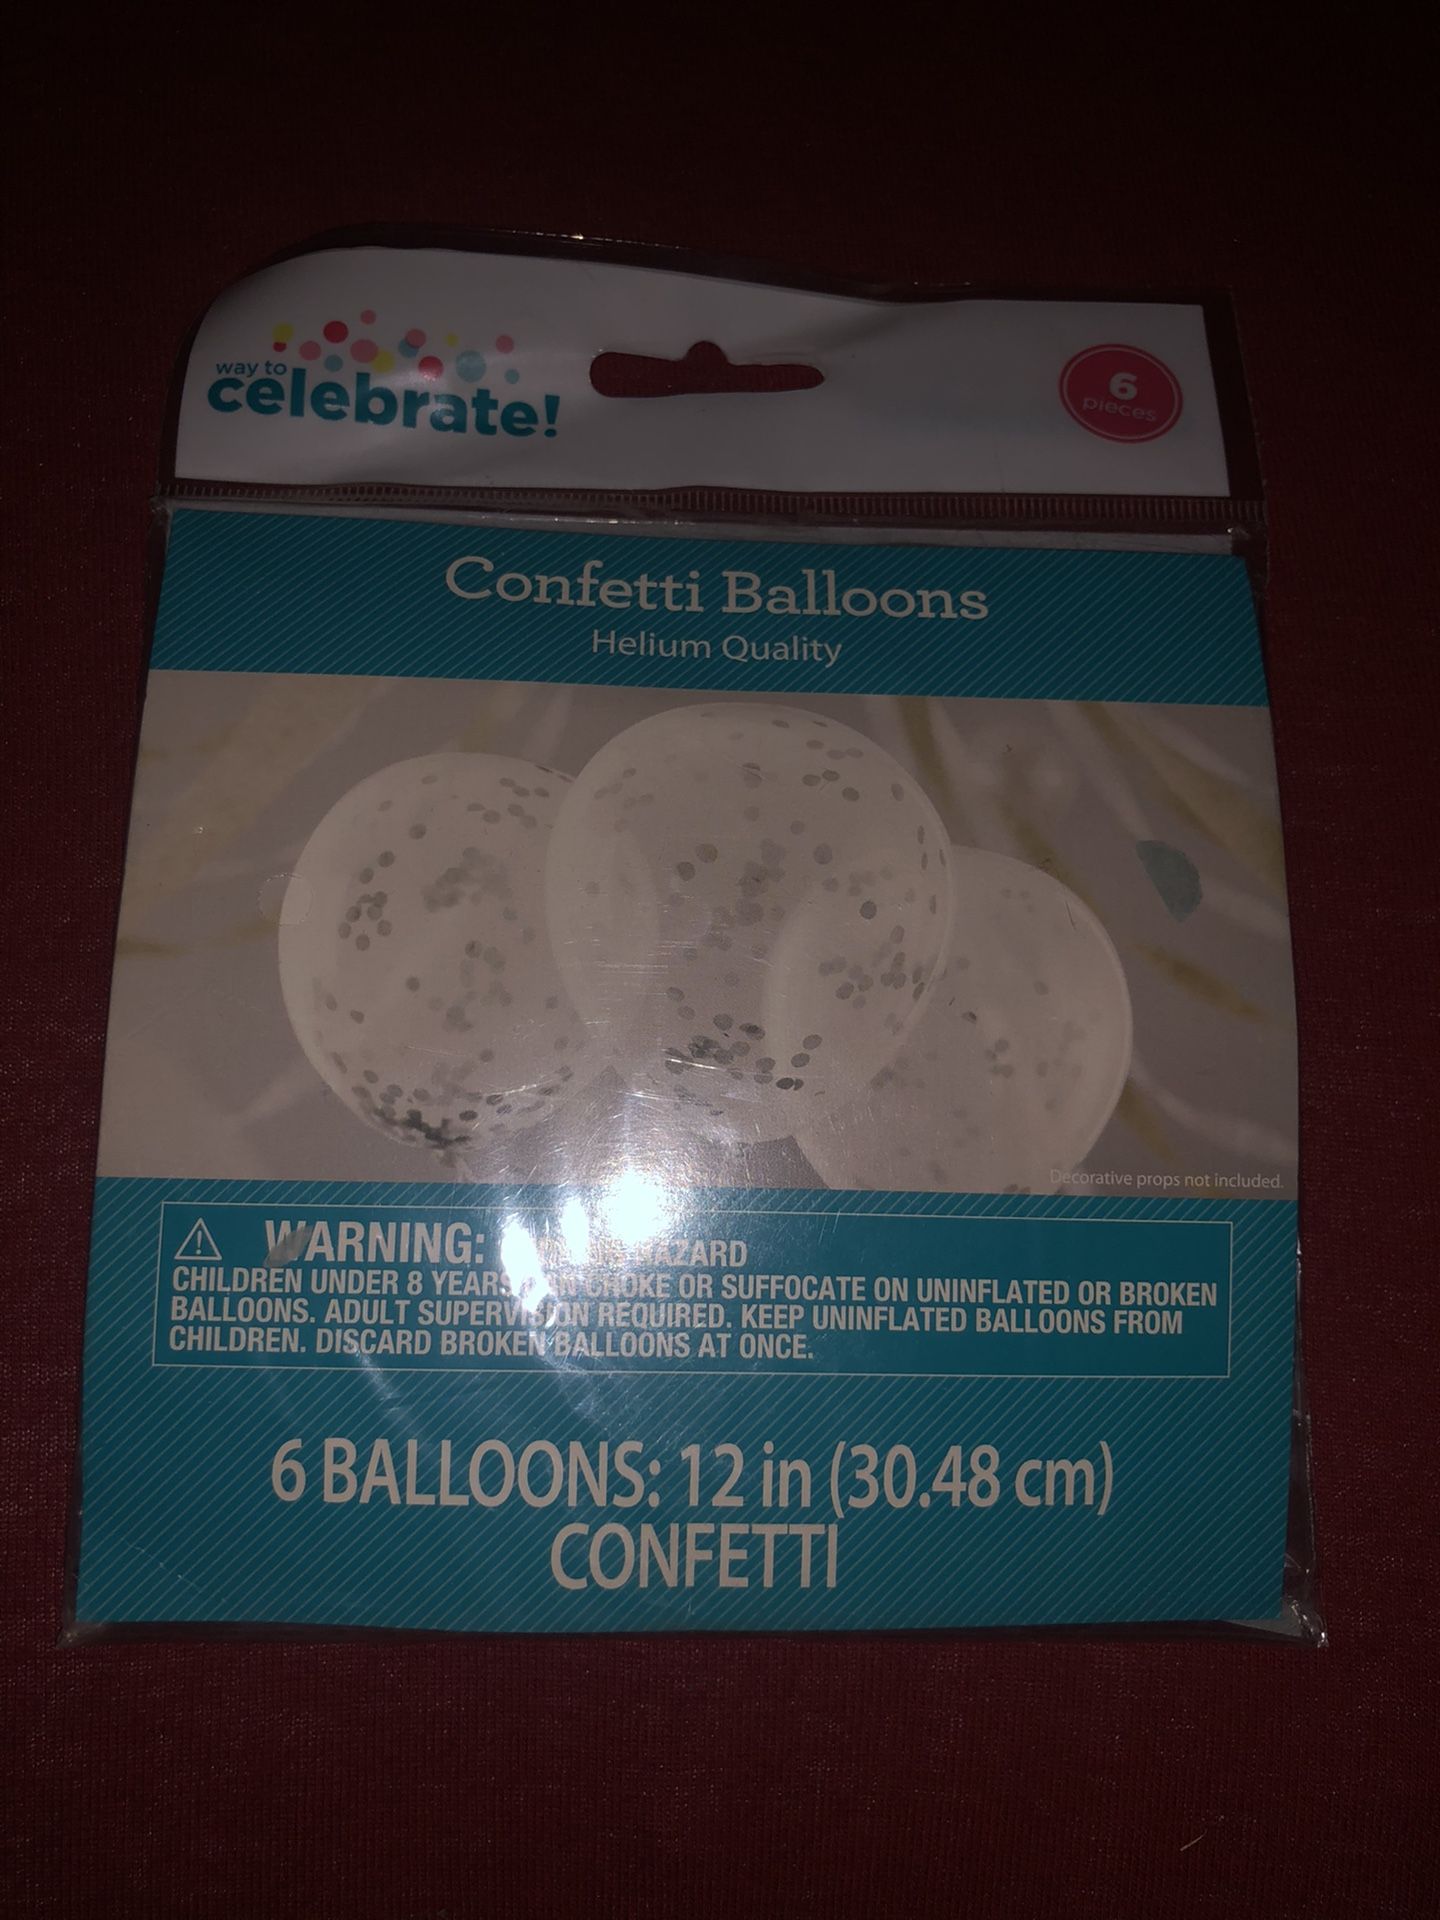 way to
celebrate!
6
pieces
Confetti Balloons
Helium Quality
Decorative props not included.
WARNING: HAZARD
CHILDREN UNDER 8 YEARS CHOKE OR SUFFOCATE ON UNINFLATED OR BROKEN
BALLOONS. ADULT SUPERVISION REQUIRED. KEEP UNINFLATED BALLOONS FROM
CHILDREN. DISCARD BROKEN BALLOONS AT ONCE.
6 BALLOONS: 12 in (30.48 cm)
CONFETTI